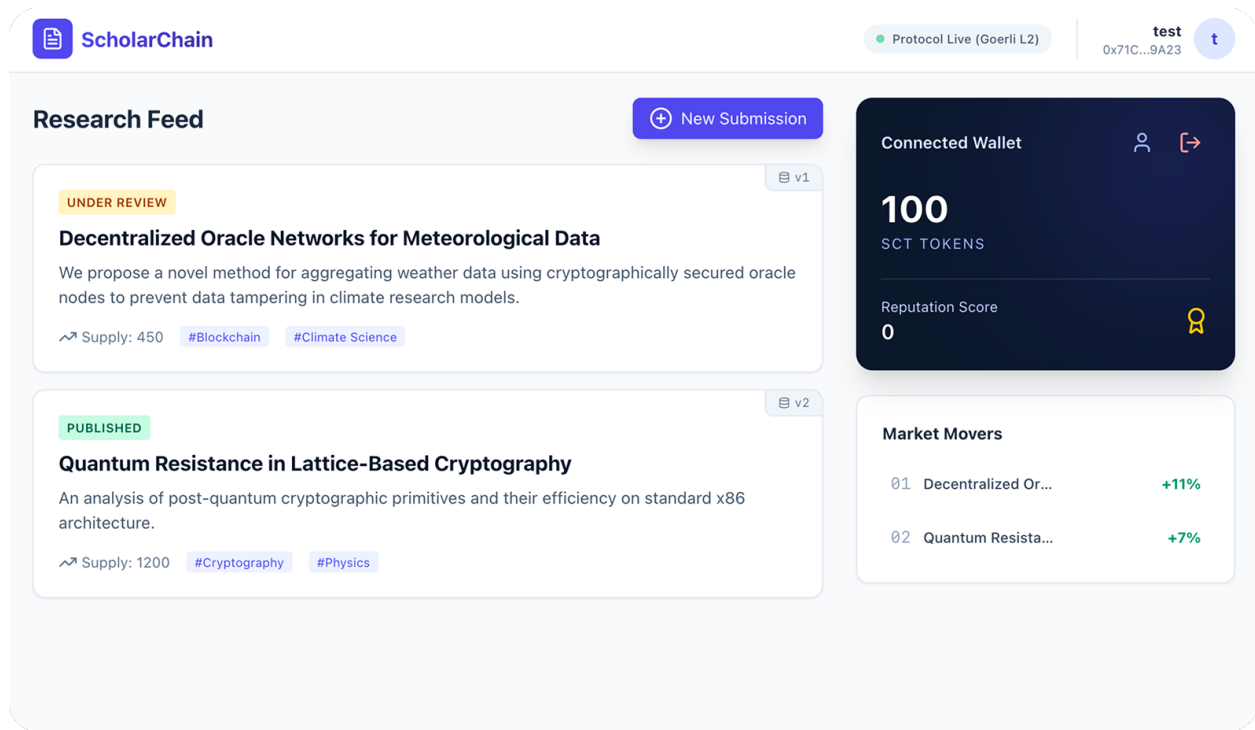 ScholarChain
Protocol Live (Goerli L2)
test
0x71C...9A23
t
Research Feed
New Submission
v1
UNDER REVIEW
Decentralized Oracle Networks for Meteorological Data
We propose a novel method for aggregating weather data using cryptographically secured oracle
nodes to prevent data tampering in climate research models.
Supply: 450 #Blockchain #Climate Science
v2
PUBLISHED
Quantum Resistance in Lattice-Based Cryptography
An analysis of post-quantum cryptographic primitives and their efficiency on standard x86
architecture.
Supply: 1200 #Cryptography #Physics
Connected Wallet
100
SCT TOKENS
Reputation Score
0
Market Movers
01 Decentralized Or... +11%
02 Quantum Resista... +7%